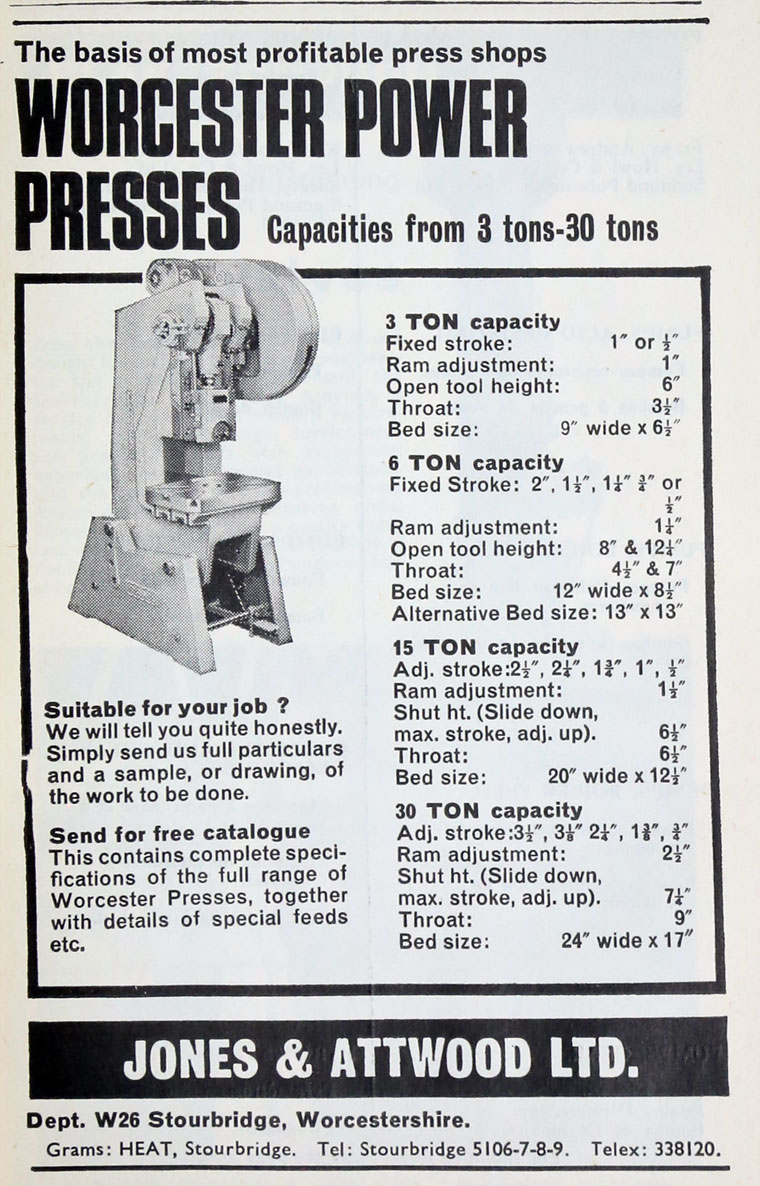 The basis of most profitable press shops
WORCESTER POWER
PRESSES Capacities from 3 tons-30 tons
3 TON capacity
Fixed stroke: 1″ or ½″
Ram adjustment: 1″
Open tool height: 6″
Throat: 3½″
Bed size: 9″ wide x 6½″
6 TON capacity
Fixed Stroke: 2″, 1½″, 1¼″ ¾″ or
½″
Ram adjustment: 1¼″
Open tool height: 8″ & 12¼″
Throat: 4½″ & 7″
Bed size: 12″ wide x 8½″
Alternative Bed size: 13″ x 13″
15 TON capacity
Adj. stroke:2½″, 2¼″, 1¾″, 1″, ½″
Ram adjustment: 1½″
Shut ht. (Slide down,
max. stroke, adj. up). 6½″
Throat: 6½″
Bed size: 20″ wide x 12½″
30 TON capacity
Adj. stroke:3½″, 3⅛″ 2¼″, 1⅜″, ¾″
Ram adjustment: 2½″
Shut ht. (Slide down,
max. stroke, adj. up). 7¼″
Throat: 9″
Bed size: 24″ wide x 17″
Suitable for your job ?
We will tell you quite honestly.
Simply send us full particulars
and a sample, or drawing, of
the work to be done.
Send for free catalogue
This contains complete speci-
fications of the full range of
Worcester Presses, together
with details of special feeds
etc.
JONES & ATTWOOD LTD.
Dept. W26 Stourbridge, Worcestershire.
Grams: HEAT, Stourbridge. Tel: Stourbridge 5106-7-8-9. Telex: 338120.